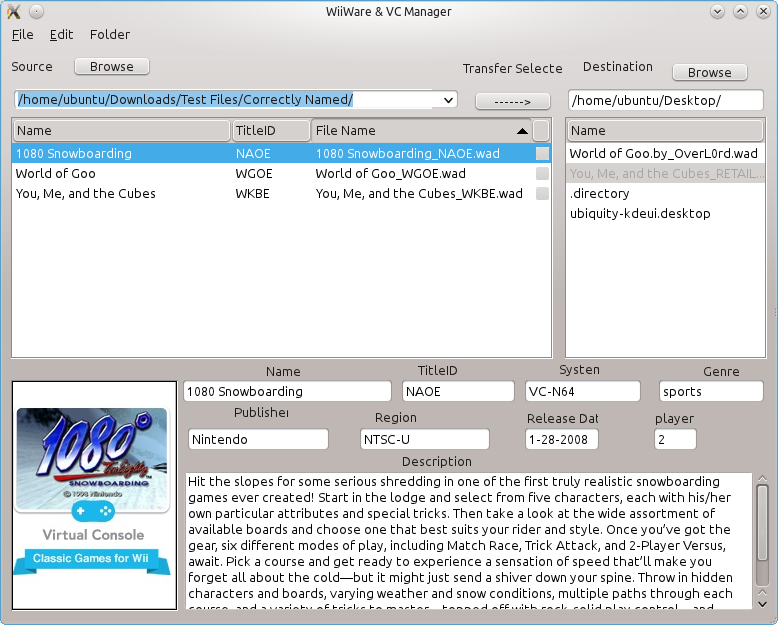 WiiWare & VC Manager
File Edit Folder
Source Browse Transfer Selecte Destination Browse
/home/ubuntu/Downloads/Test Files/Correctly Named/ ------> /home/ubuntu/Desktop/
Name TitleID File Name Name
1080 Snowboarding NAOE 1080 Snowboarding_NAOE.wad World of Goo.by_OverL0rd.wad
World of Goo WGOE World of Goo_WGOE.wad You, Me, and the Cubes_RETAIL...
You, Me, and the Cubes WKBE You, Me, and the Cubes_WKBE.wad .directory
ubiquity-kdeui.desktop
Name TitleID Systen Genre
1080 Snowboarding NAOE VC-N64 sports
Publisher Region Release Dat player
Nintendo NTSC-U 1-28-2008 2
Description
1080°
TenEighty
SNOWBOARDING
© 1998 Nintendo
Virtual Console
Classic Games for Wii
Hit the slopes for some serious shredding in one of the first truly realistic snowboarding
games ever created! Start in the lodge and select from five characters, each with his/her
own particular attributes and special tricks. Then take a look at the wide assortment of
available boards and choose one that best suits your rider and style. Once you've got the
gear, six different modes of play, including Match Race, Trick Attack, and 2-Player Versus,
await. Pick a course and get ready to experience a sensation of speed that'll make you
forget all about the cold—but it might just send a shiver down your spine. Throw in hidden
characters and boards, varying weather and snow conditions, multiple paths through each
course, and a variety of tricks to master—topped off with rock-solid play control—and